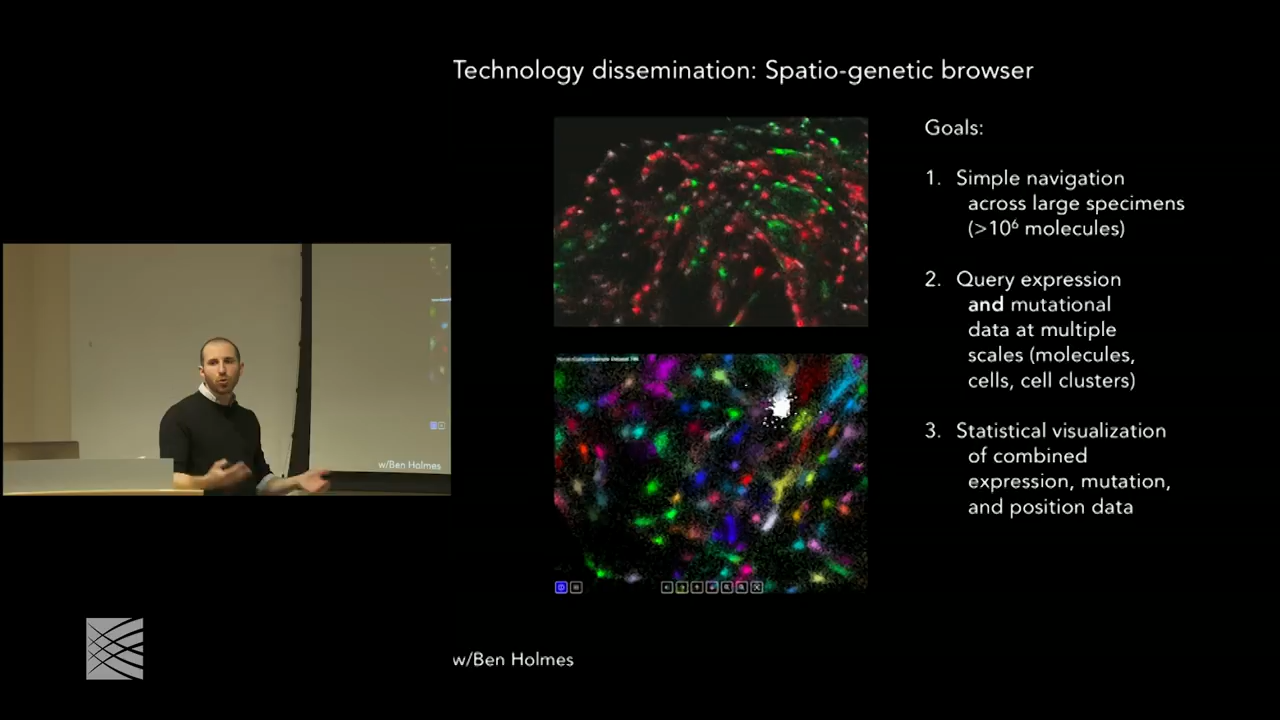 Technology dissemination: Spatio-genetic browser
Goals:
1. Simple navigation
across large specimens
(>10⁶ molecules)
2. Query expression
and mutational
data at multiple
scales (molecules,
cells, cell clusters)
3. Statistical visualization
of combined
expression, mutation,
and position data
w/Ben Holmes
w/Ben Holmes